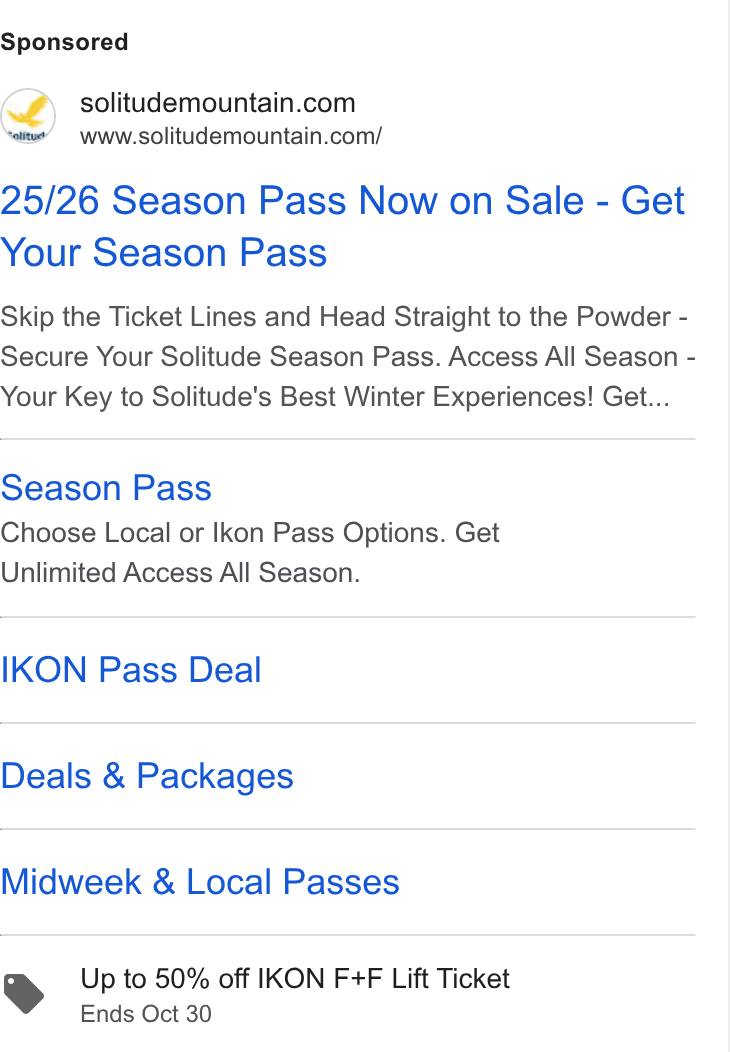 Sponsored
solitudemountain.com
www.solitudemountain.com/
25/26 Season Pass Now on Sale - Get
Your Season Pass
Skip the Ticket Lines and Head Straight to the Powder -
Secure Your Solitude Season Pass. Access All Season -
Your Key to Solitude's Best Winter Experiences! Get...
Season Pass
Choose Local or Ikon Pass Options. Get
Unlimited Access All Season.
IKON Pass Deal
Deals & Packages
Midweek & Local Passes
Up to 50% off IKON F+F Lift Ticket
Ends Oct 30